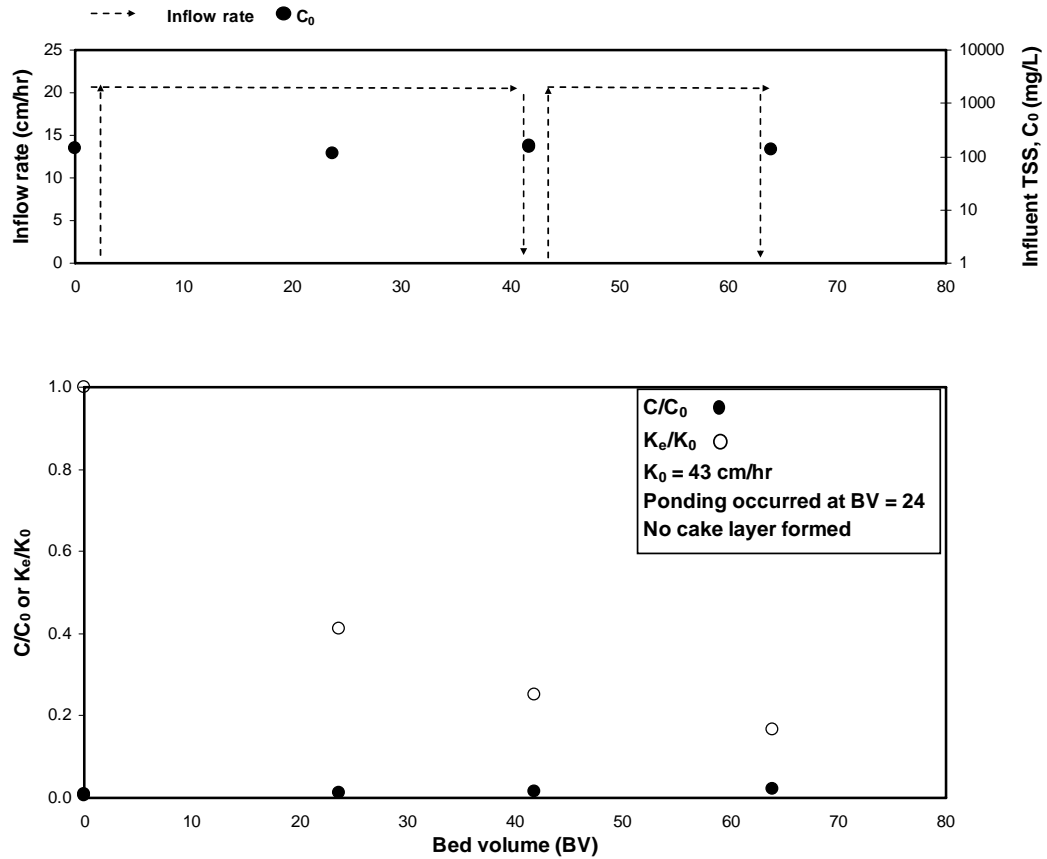 Inflow rate C₀
Inflow rate (cm/hr)
25
20
15
10
5
0
10000
1000
100
10
1
Influent TSS, C₀ (mg/L)
0 10 20 30 40 50 60 70 80
C/C₀ or Kₑ/K₀
1.0
0.8
0.6
0.4
0.2
0.0
C/C₀
Kₑ/K₀
K₀ = 43 cm/hr
Ponding occurred at BV = 24
No cake layer formed
0 10 20 30 40 50 60 70 80
Bed volume (BV)